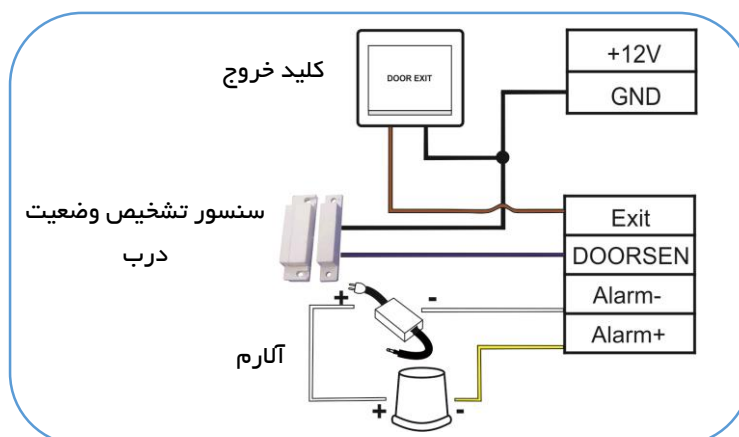 کلید خروج
DOOR EXIT
+12V
GND
سنسور تشخیص وضعیت
درب
Exit
DOORSEN
Alarm-
Alarm+
+
-
آلارم
+
-